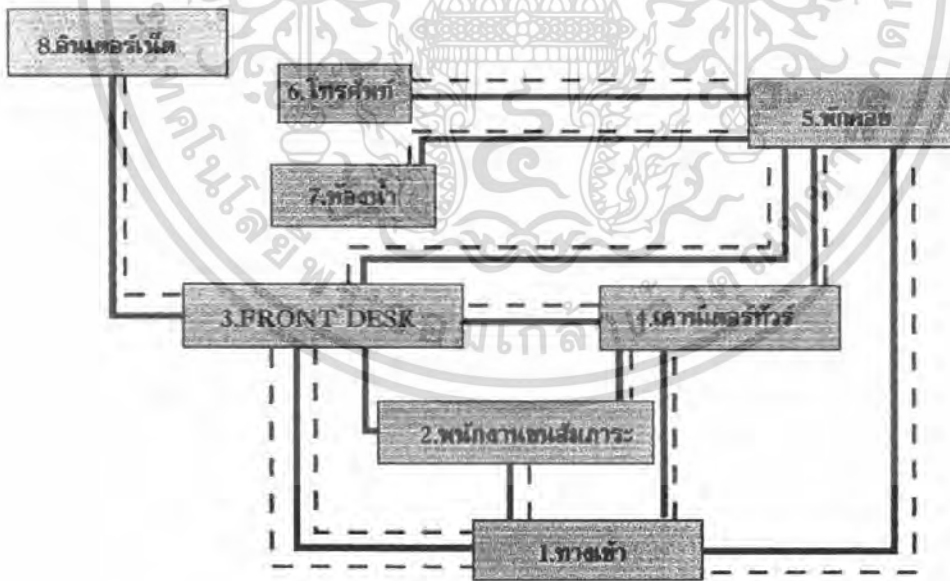 8.อินเตอร์เน็ต
6.โทรศัพท์
5.พักคอย
7.ห้องน้ำ
3.FRONT DESK
4.เคาน์เตอร์ทัวร์
2.พนักงานขนสัมภาระ
1.ทางเข้า